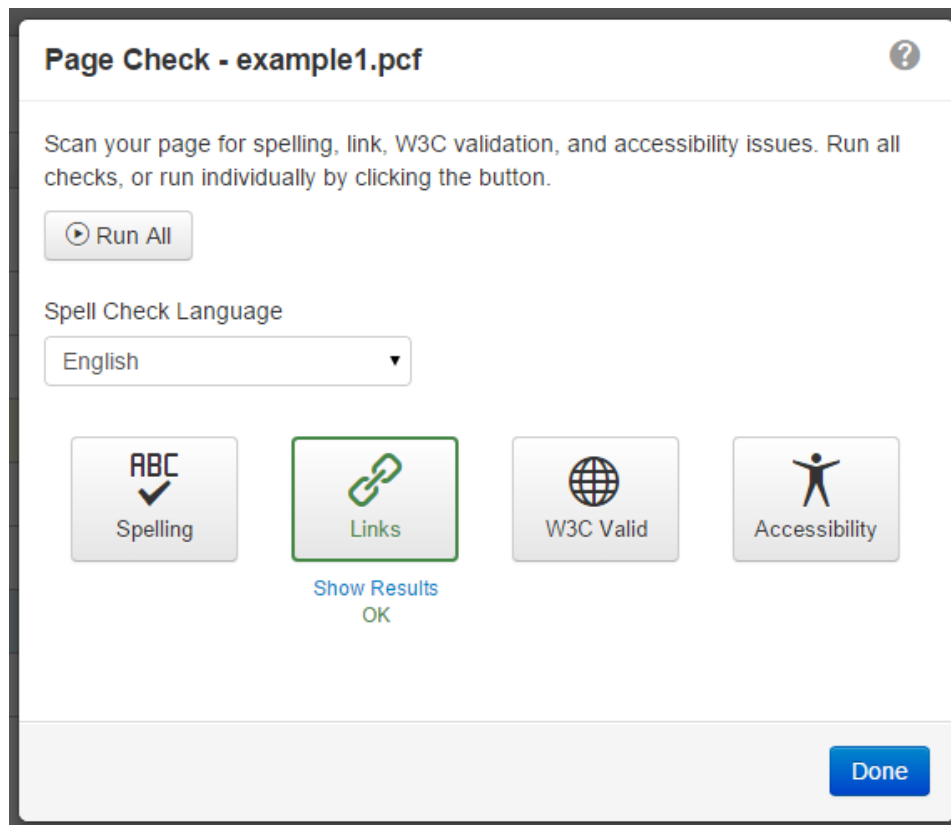 Page Check - example1.pcf
?
Scan your page for spelling, link, W3C validation, and accessibility issues. Run all
checks, or run individually by clicking the button.
Run All
Spell Check Language
English
ABC
Spelling
Links
W3C Valid
Accessibility
Show Results
OK
Done